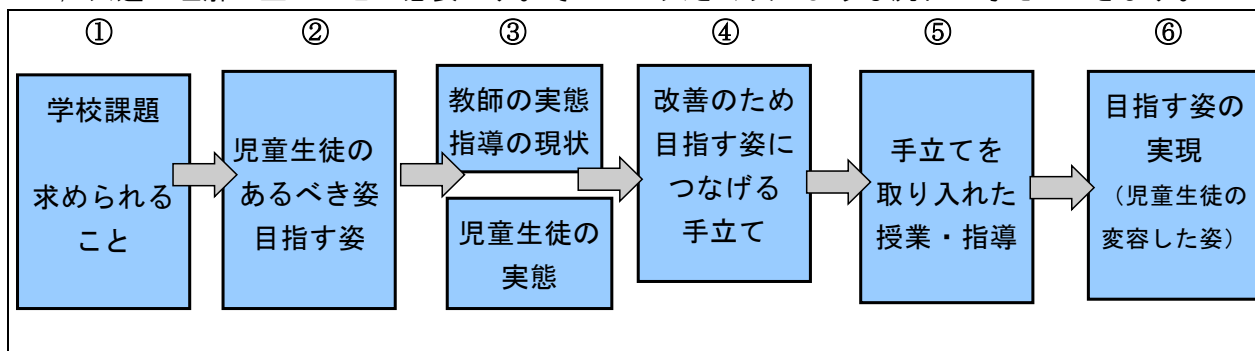 ①
②
③
④
⑤
⑥
学校課題
求められる
こと
児童生徒の
あるべき姿
目指す姿
教師の実態
指導の現状
児童生徒の
実態
改善のため
目指す姿に
つなげる
手立て
手立てを
取り入れた
授業・指導
目指す姿の
実現
（児童生徒の
変容した姿）